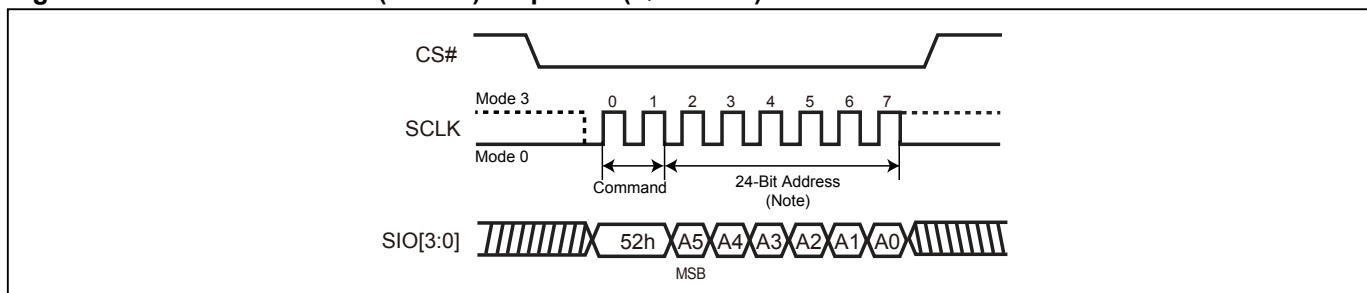 CS#
Mode 3
0 1 2 3 4 5 6 7
SCLK
Mode 0
Command
24-Bit Address
(Note)
SIO[3:0]
52h A5 A4 A3 A2 A1 A0
MSB